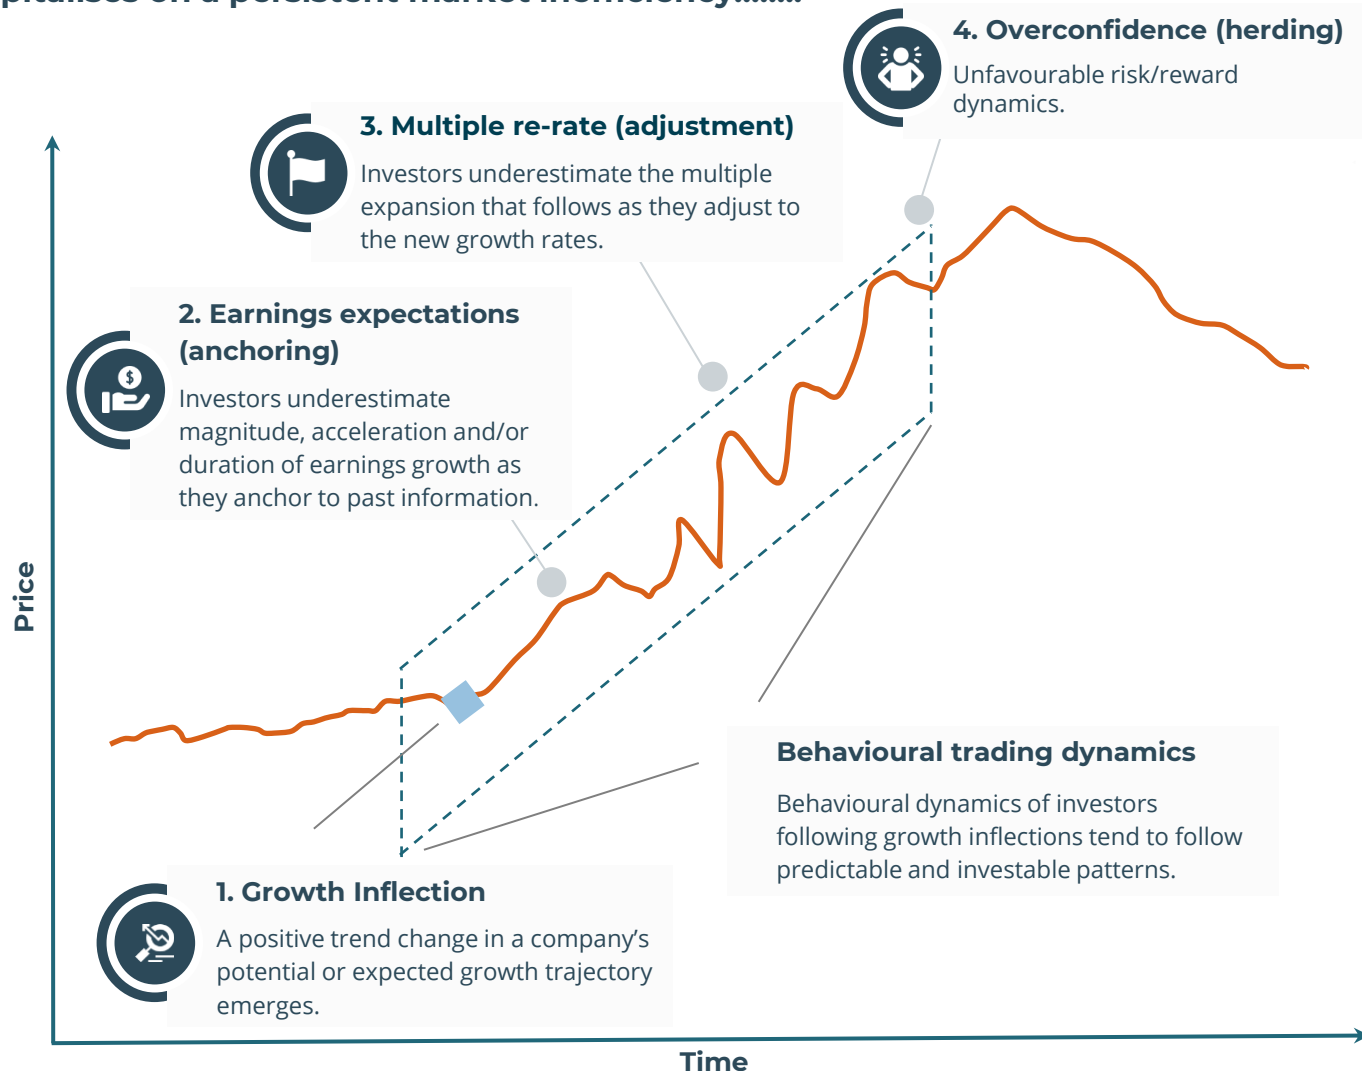 4. Overconfidence (herding)
Unfavourable risk/reward
dynamics.
3. Multiple re-rate (adjustment)
Investors underestimate the multiple
expansion that follows as they adjust to
the new growth rates.
2. Earnings expectations
(anchoring)
Investors underestimate
magnitude, acceleration and/or
duration of earnings growth as
they anchor to past information.
$
Price
Behavioural trading dynamics
Behavioural dynamics of investors
following growth inflections tend to follow
predictable and investable patterns.
1. Growth Inflection
A positive trend change in a company’s
potential or expected growth trajectory
emerges.
Time